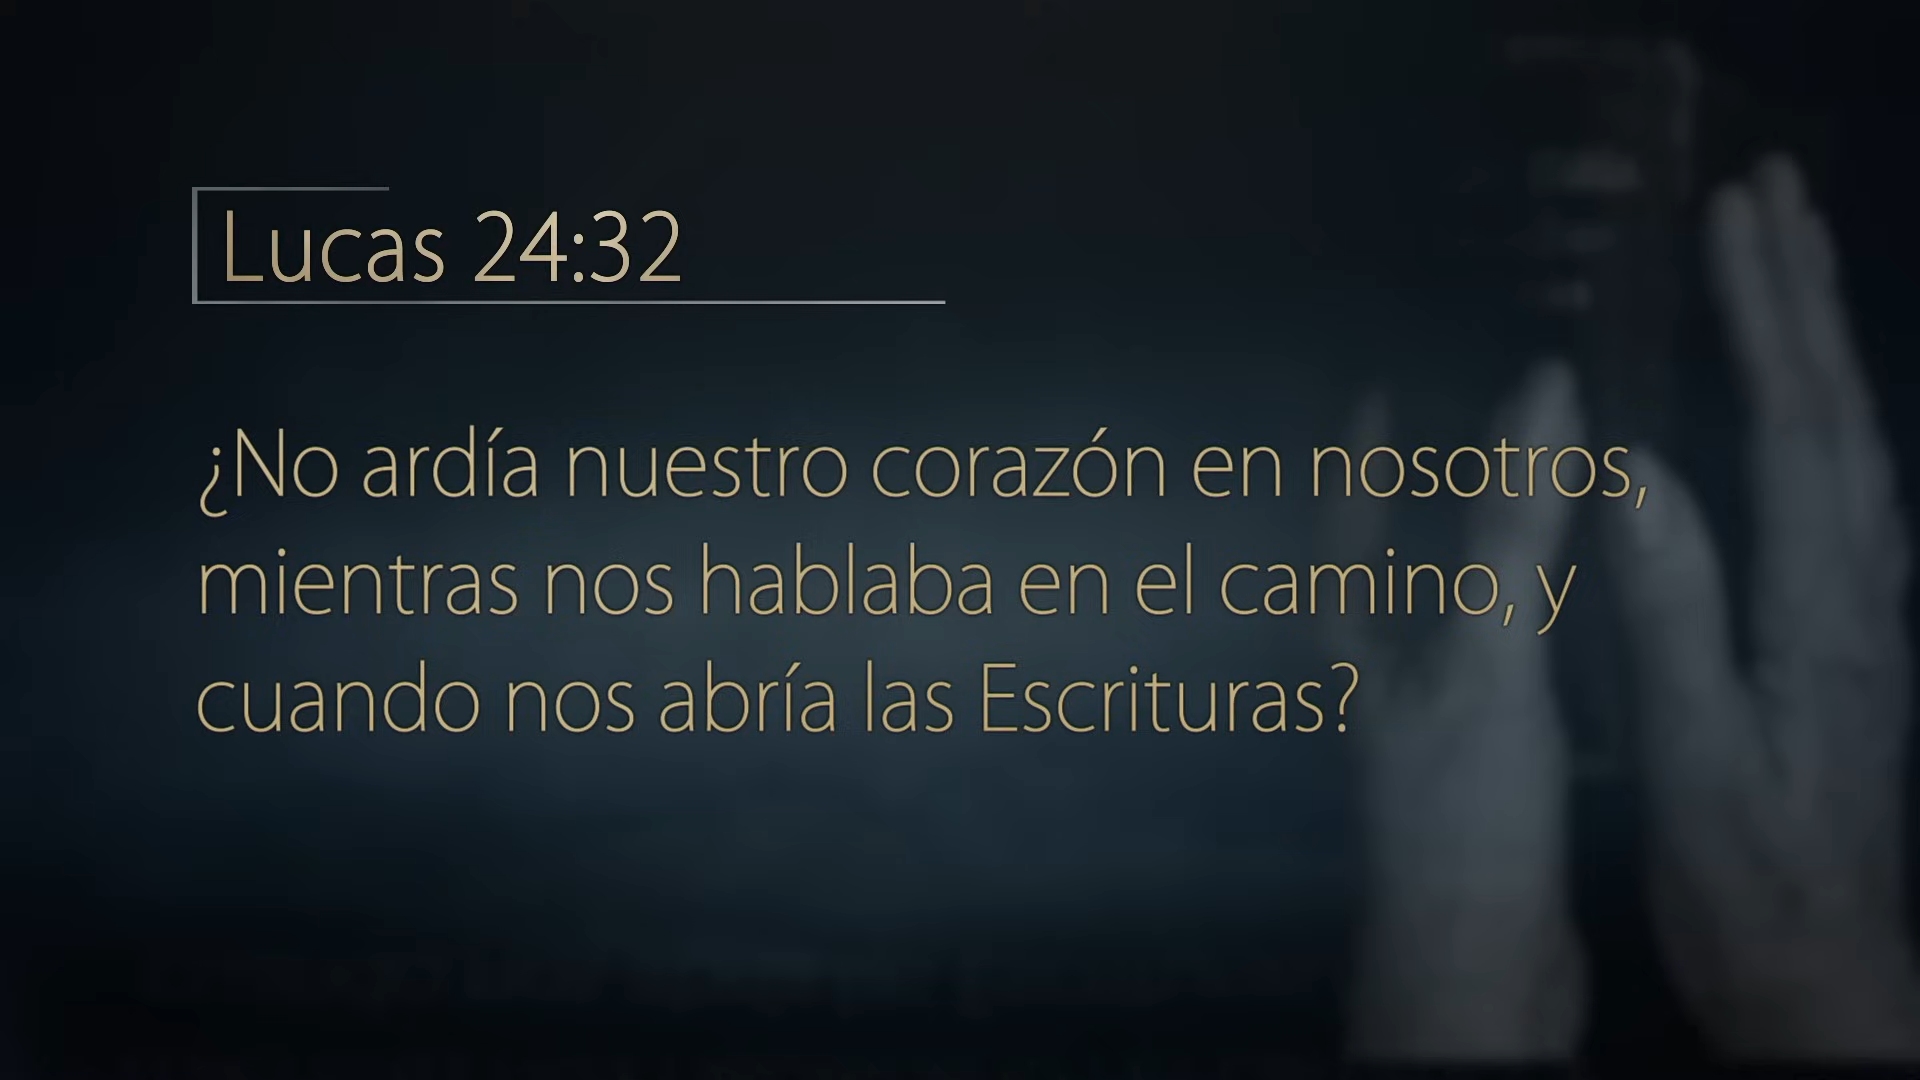 Lucas 24:32
¿No ardía nuestro corazón en nosotros,
mientras nos hablaba en el camino, y
cuando nos abría las Escrituras?